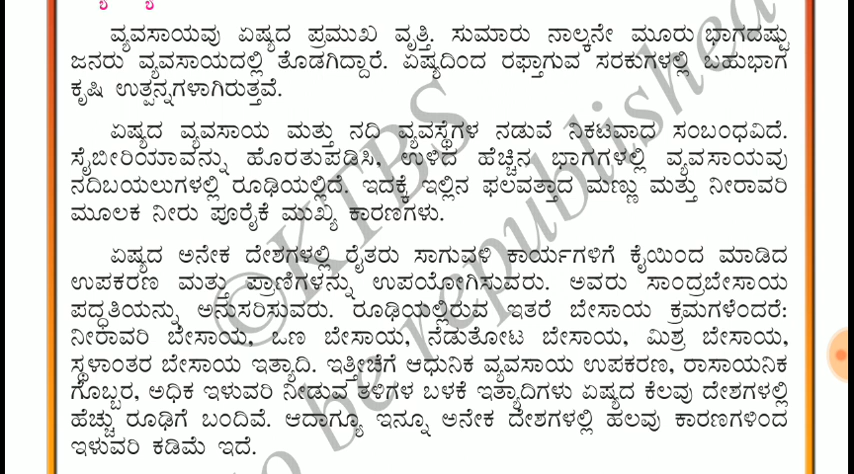 ವ್ಯವಸಾಯವು ಏಷ್ಯದ ಪ್ರಮುಖ ವೃತ್ತಿ. ಸುಮಾರು ನಾಲ್ಕನೇ ಮೂರು ಭಾಗದಷ್ಟು
ಜನರು ವ್ಯವಸಾಯದಲ್ಲಿ ತೊಡಗಿದ್ದಾರೆ. ಏಷ್ಯದಿಂದ ರಫ್ತಾಗುವ ಸರಕುಗಳಲ್ಲಿ ಬಹುಭಾಗ
ಕೃಷಿ ಉತ್ಪನ್ನಗಳಾಗಿರುತ್ತವೆ.
ಏಷ್ಯದ ವ್ಯವಸಾಯ ಮತ್ತು ನದಿ ವ್ಯವಸ್ಥೆಗಳ ನಡುವೆ ನಿಕಟವಾದ ಸಂಬಂಧವಿದೆ.
ಸೈಬೀರಿಯಾವನ್ನು ಹೊರತುಪಡಿಸಿ, ಉಳಿದ ಹೆಚ್ಚಿನ ಭಾಗಗಳಲ್ಲಿ ವ್ಯವಸಾಯವು
ನದಿಬಯಲುಗಳಲ್ಲಿ ರೂಢಿಯಲ್ಲಿದೆ. ಇದಕ್ಕೆ ಇಲ್ಲಿನ ಫಲವತ್ತಾದ ಮಣ್ಣು ಮತ್ತು ನೀರಾವರಿ
ಮೂಲಕ ನೀರು ಪೂರೈಕೆ ಮುಖ್ಯ ಕಾರಣಗಳು.
ಏಷ್ಯದ ಅನೇಕ ದೇಶಗಳಲ್ಲಿ ರೈತರು ಸಾಗುವಳಿ ಕಾರ್ಯಗಳಿಗೆ ಕೈಯಿಂದ ಮಾಡಿದ
ಉಪಕರಣ ಮತ್ತು ಪ್ರಾಣಿಗಳನ್ನು ಉಪಯೋಗಿಸುವರು. ಅವರು ಸಾಂದ್ರಬೇಸಾಯ
ಪದ್ಧತಿಯನ್ನು ಅನುಸರಿಸುವರು. ರೂಢಿಯಲ್ಲಿರುವ ಇತರೆ ಬೇಸಾಯ ಕ್ರಮಗಳೆಂದರೆ:
ನೀರಾವರಿ ಬೇಸಾಯ, ಒಣ ಬೇಸಾಯ, ನೆಡುತೋಟ ಬೇಸಾಯ, ಮಿಶ್ರ ಬೇಸಾಯ,
ಸ್ಥಳಾಂತರ ಬೇಸಾಯ ಇತ್ಯಾದಿ. ಇತ್ತೀಚೆಗೆ ಆಧುನಿಕ ವ್ಯವಸಾಯ ಉಪಕರಣ, ರಾಸಾಯನಿಕ
ಗೊಬ್ಬರ, ಅಧಿಕ ಇಳುವರಿ ನೀಡುವ ತಳಿಗಳ ಬಳಕೆ ಇತ್ಯಾದಿಗಳು ಏಷ್ಯದ ಕೆಲವು ದೇಶಗಳಲ್ಲಿ
ಹೆಚ್ಚು ರೂಢಿಗೆ ಬಂದಿವೆ. ಆದಾಗ್ಯೂ ಇನ್ನೂ ಅನೇಕ ದೇಶಗಳಲ್ಲಿ ಹಲವು ಕಾರಣಗಳಿಂದ
ಇಳುವರಿ ಕಡಿಮೆ ಇದೆ.
©KTBS
to be republished